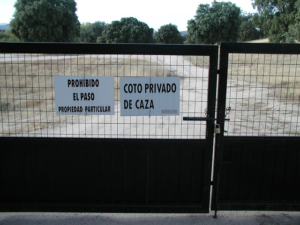 PROHIBIDO
EL PASO
PROPIEDAD PARTICULAR
COTO PRIVADO
DE CAZA